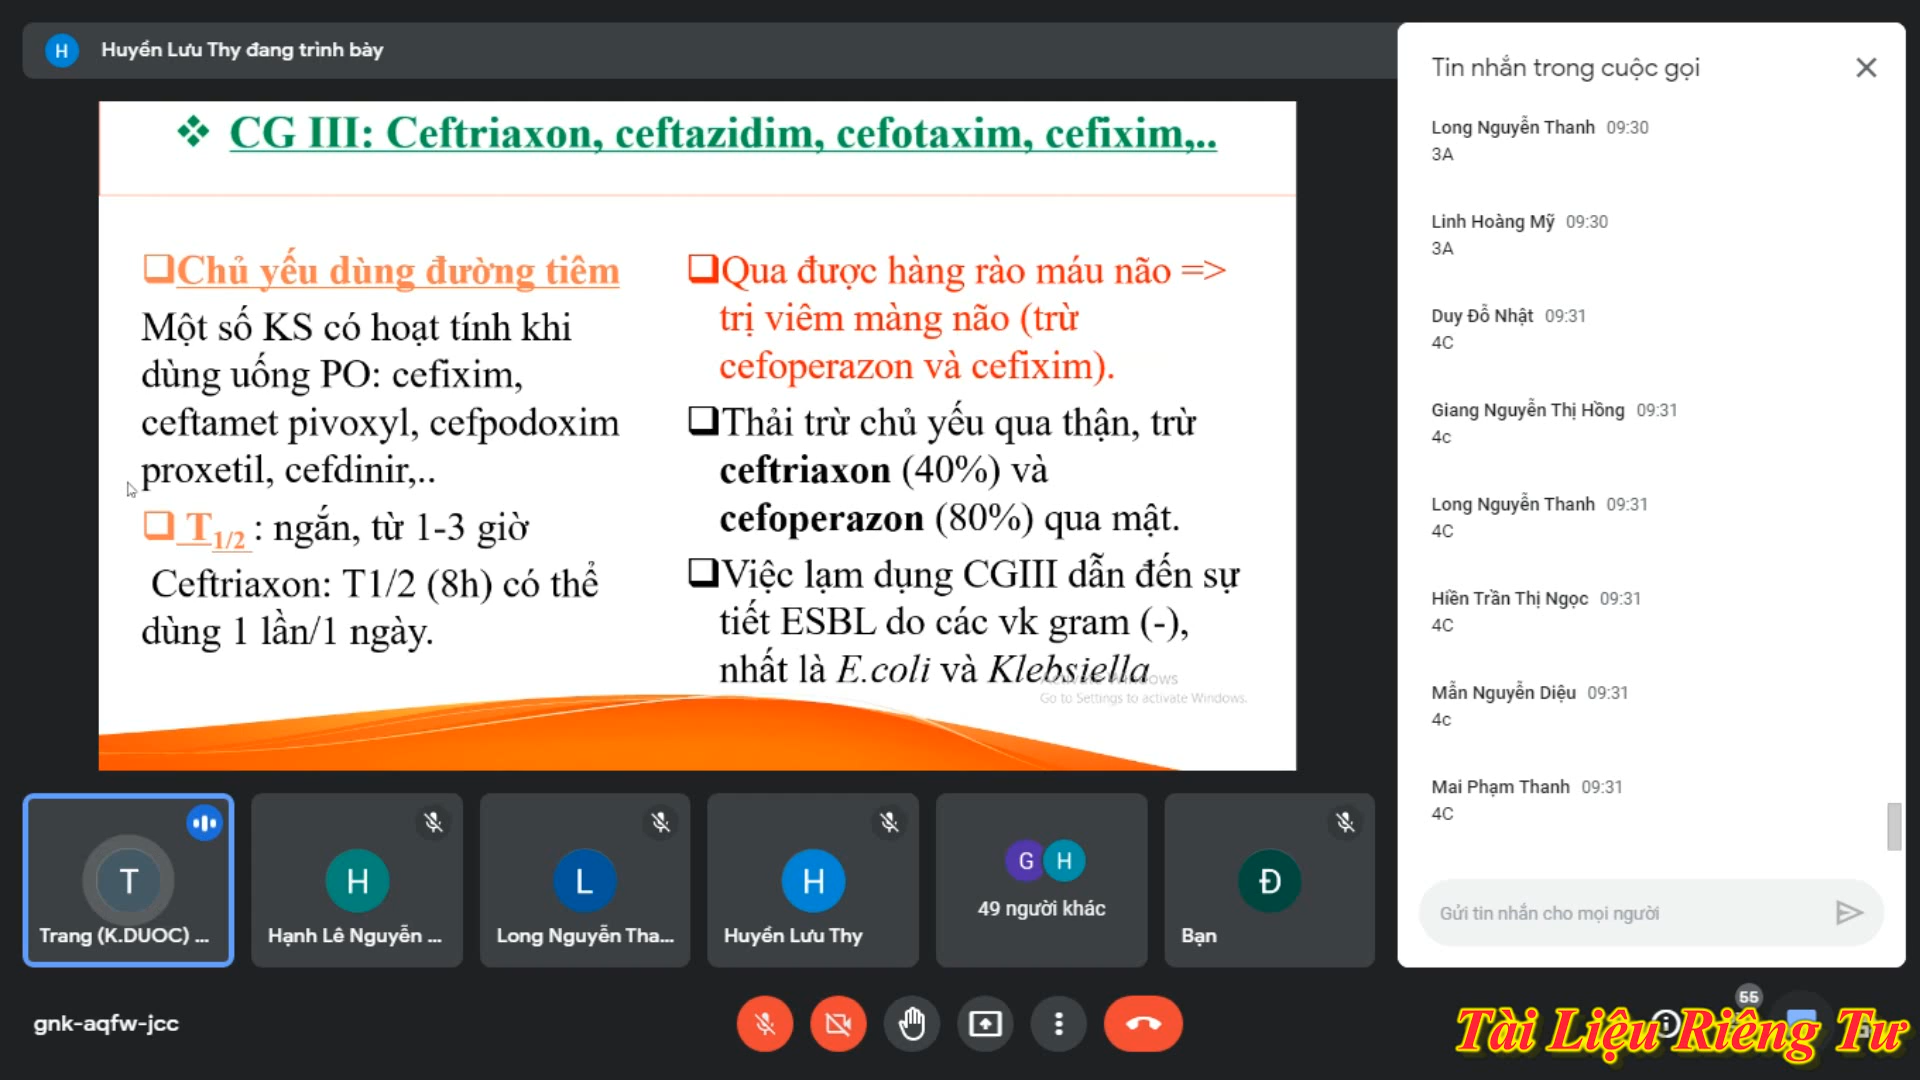 H
Huyền Lưu Thy đang trình bày
❖ CG III: Ceftriaxon, ceftazidim, cefotaxim, cefixim,..
❑Chủ yếu dùng đường tiêm
Một số KS có hoạt tính khi
dùng uống PO: cefixim,
ceftamet pivoxyl, cefpodoxim
proxetil, cefdinir,..
❑ T1/2 : ngắn, từ 1-3 giờ
Ceftriaxon: T1/2 (8h) có thể
dùng 1 lần/1 ngày.
❑Qua được hàng rào máu não =>
trị viêm màng não (trừ
cefoperazon và cefixim).
❑Thải trừ chủ yếu qua thận, trừ
ceftriaxon (40%) và
cefoperazon (80%) qua mật.
❑Việc lạm dụng CGIII dẫn đến sự
tiết ESBL do các vk gram (-),
nhất là E.coli và Klebsiella
Activate Windows
Go to Settings to activate Windows.
T
Trang (K.DUOC) ...
H
Hạnh Lê Nguyễn ...
L
Long Nguyễn Tha...
H
Huyền Lưu Thy
G H
49 người khác
Đ
Bạn
Tin nhắn trong cuộc gọi
Long Nguyễn Thanh 09:30
3A
Linh Hoàng Mỹ 09:30
3A
Duy Đỗ Nhật 09:31
4C
Giang Nguyễn Thị Hồng 09:31
4c
Long Nguyễn Thanh 09:31
4C
Hiền Trần Thị Ngọc 09:31
4C
Mẫn Nguyễn Diệu 09:31
4c
Mai Phạm Thanh 09:31
4C
Gửi tin nhắn cho mọi người
gnk-aqfw-jcc
55
Tài Liệu Riêng Tư